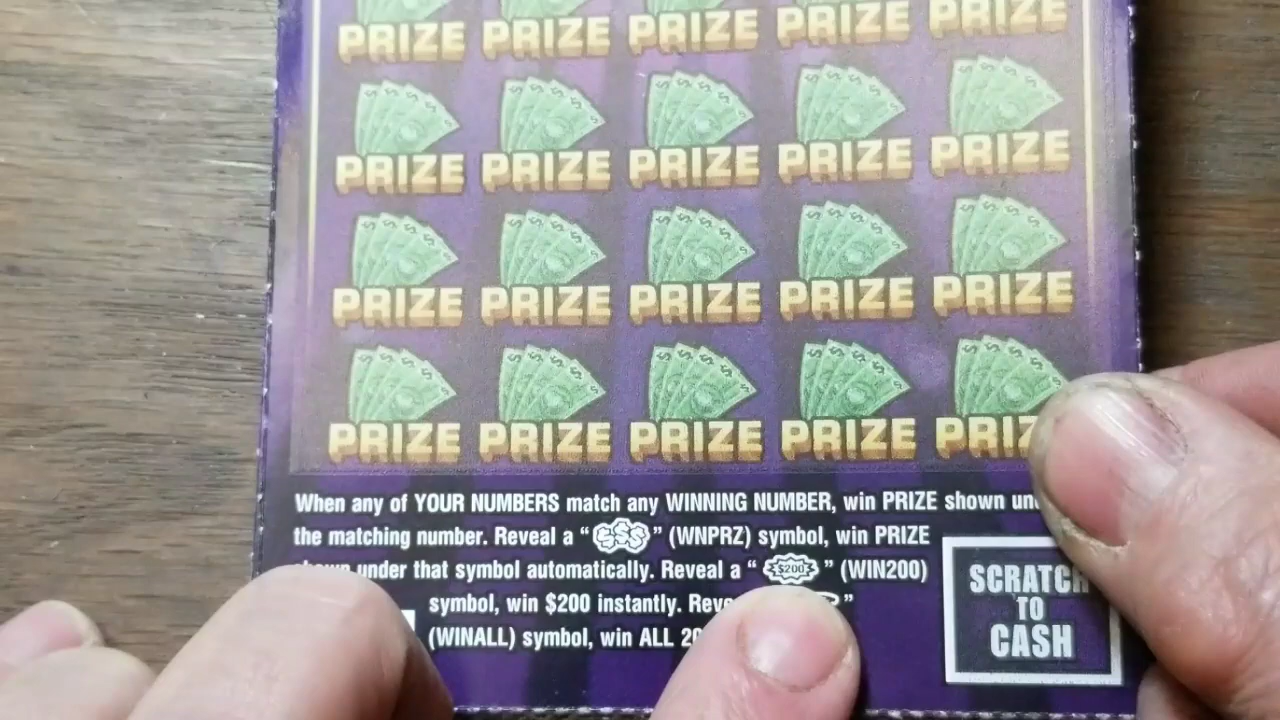 PRIZE PRIZE PRIZE PRIZE PRIZE
PRIZE PRIZE PRIZE PRIZE PRIZE
PRIZE PRIZE PRIZE PRIZE PRIZE
PRIZE PRIZE PRIZE PRIZE
When any of YOUR NUMBERS match any WINNING NUMBER, win PRIZE shown
the matching number. Reveal a “ $$$ ” (WNPRZ) symbol, win PRIZE
under that symbol automatically. Reveal a “ $200 ” (WIN200)
symbol, win $200 instantly. ”
(WINALL) symbol, win ALL
SCRATCH
TO
CASH